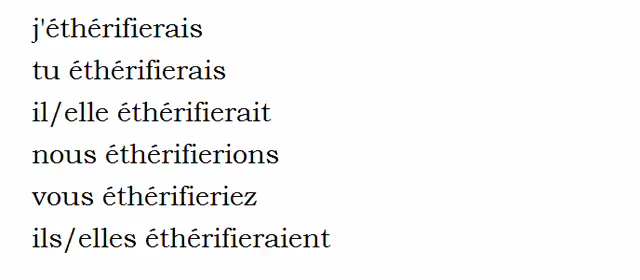 j'éthérifierais
tu éthérifierais
il/elle éthérifierait
nous éthérifierions
vous éthérifieriez
ils/elles éthérifieraient